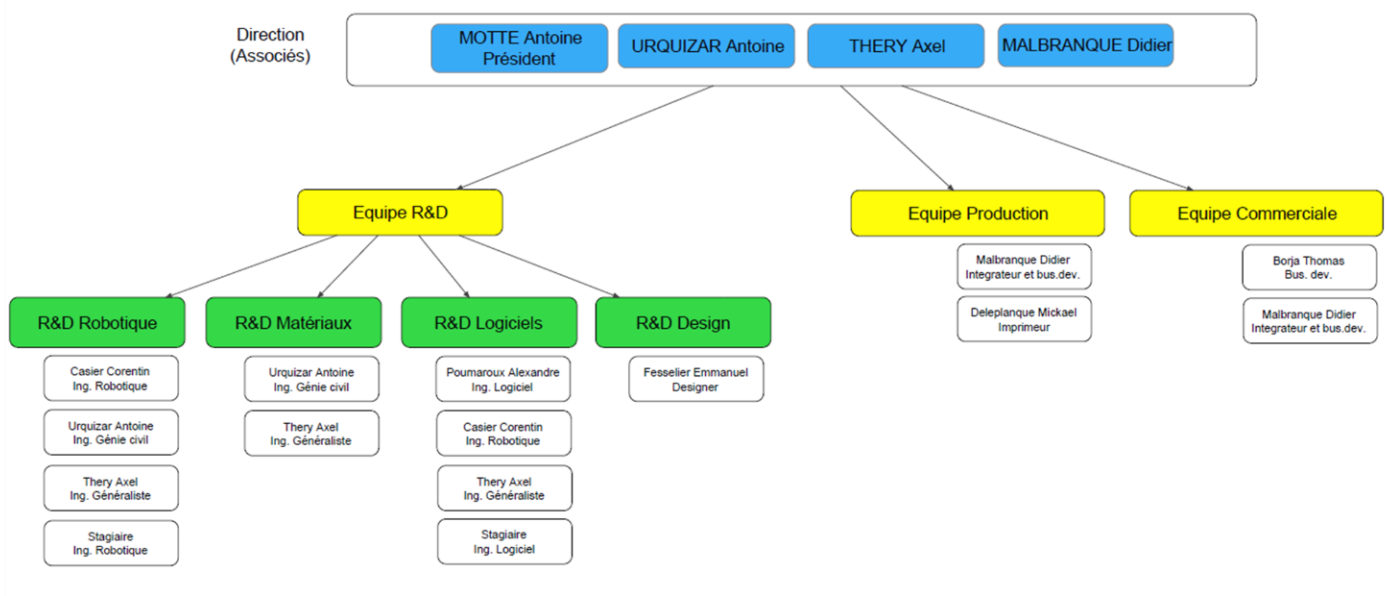 Direction
(Associés)
MOTTE Antoine
Président
URQUIZAR Antoine
THERY Axel
MALBRANQUE Didier
Equipe R&D
Equipe Production
Equipe Commerciale
Malbranque Didier
Integrateur et bus.dev.
Deleplanque Mickael
Imprimeur
Borja Thomas
Bus. dev.
Malbranque Didier
Integrateur et bus.dev.
R&D Robotique
R&D Matériaux
R&D Logiciels
R&D Design
Casier Corentin
Ing. Robotique
Urquizar Antoine
Ing. Génie civil
Thery Axel
Ing. Généraliste
Stagiaire
Ing. Robotique
Urquizar Antoine
Ing. Génie civil
Thery Axel
Ing. Généraliste
Poumaroux Alexandre
Ing. Logiciel
Casier Corentin
Ing. Robotique
Thery Axel
Ing. Généraliste
Stagiaire
Ing. Logiciel
Fesselier Emmanuel
Designer